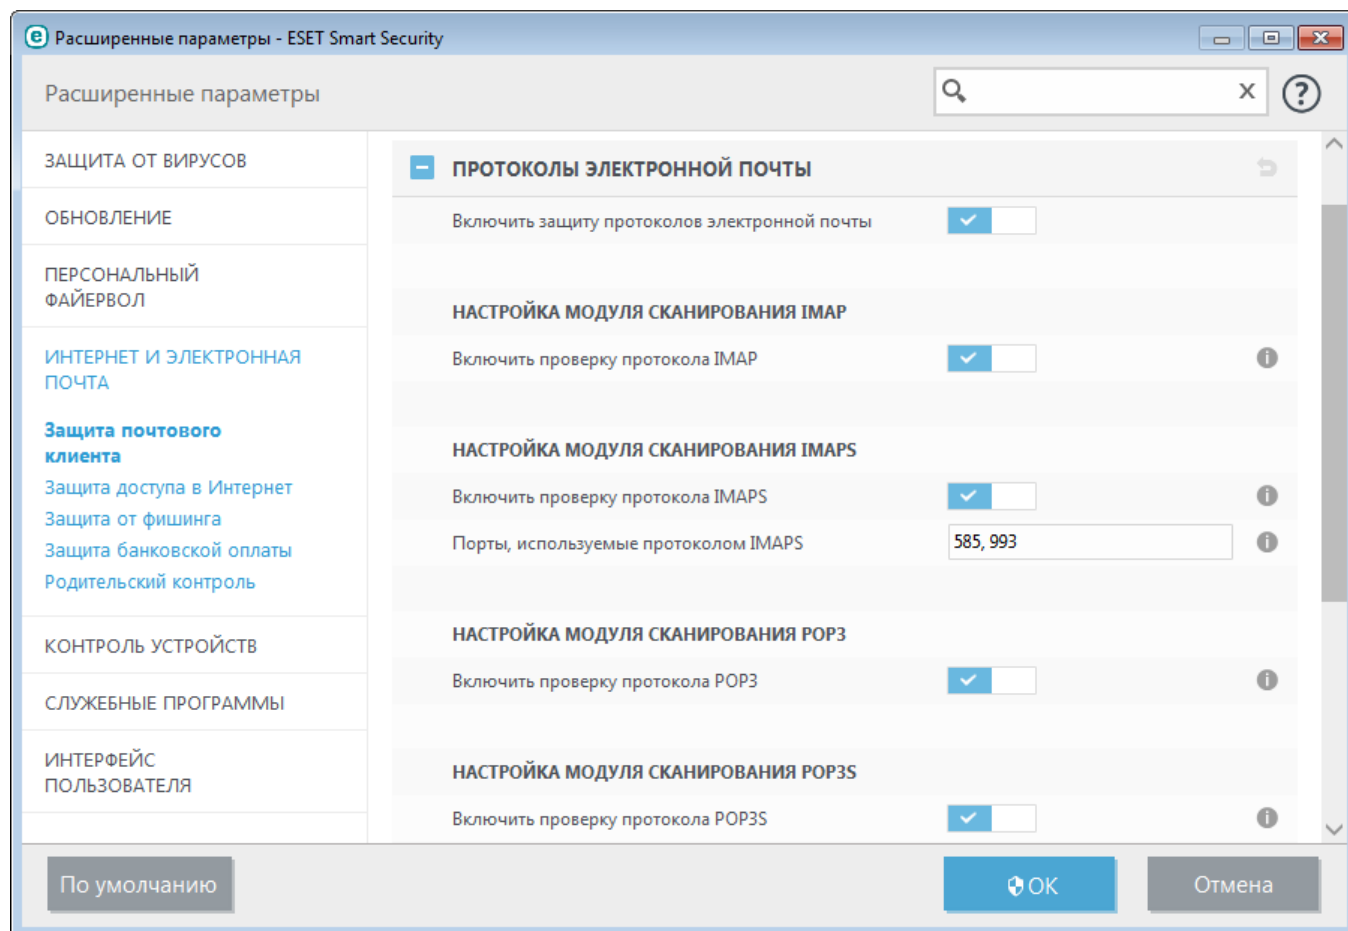 Расширенные параметры - ESET Smart Security
Расширенные параметры
ЗАЩИТА ОТ ВИРУСОВ
ОБНОВЛЕНИЕ
ПЕРСОНАЛЬНЫЙ
ФАЙЕРВОЛ
ИНТЕРНЕТ И ЭЛЕКТРОННАЯ
ПОЧТА
Защита почтового
клиента
Защита доступа в Интернет
Защита от фишинга
Защита банковской оплаты
Родительский контроль
КОНТРОЛЬ УСТРОЙСТВ
СЛУЖЕБНЫЕ ПРОГРАММЫ
ИНТЕРФЕЙС
ПОЛЬЗОВАТЕЛЯ
ПРОТОКОЛЫ ЭЛЕКТРОННОЙ ПОЧТЫ
Включить защиту протоколов электронной почты
НАСТРОЙКА МОДУЛЯ СКАНИРОВАНИЯ IMAP
Включить проверку протокола IMAP
НАСТРОЙКА МОДУЛЯ СКАНИРОВАНИЯ IMAPS
Включить проверку протокола IMAPS
Порты, используемые протоколом IMAPS 585, 993
НАСТРОЙКА МОДУЛЯ СКАНИРОВАНИЯ POP3
Включить проверку протокола POP3
НАСТРОЙКА МОДУЛЯ СКАНИРОВАНИЯ POP3S
Включить проверку протокола POP3S
По умолчанию
OK
Отмена